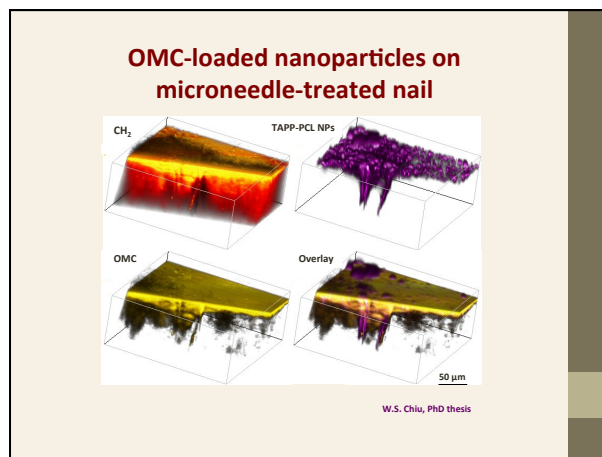 OMC-loaded nanoparticles on
microneedle-treated nail
CH₂
TAPP-PCL NPs
OMC
Overlay
50 µm
W.S. Chiu, PhD thesis